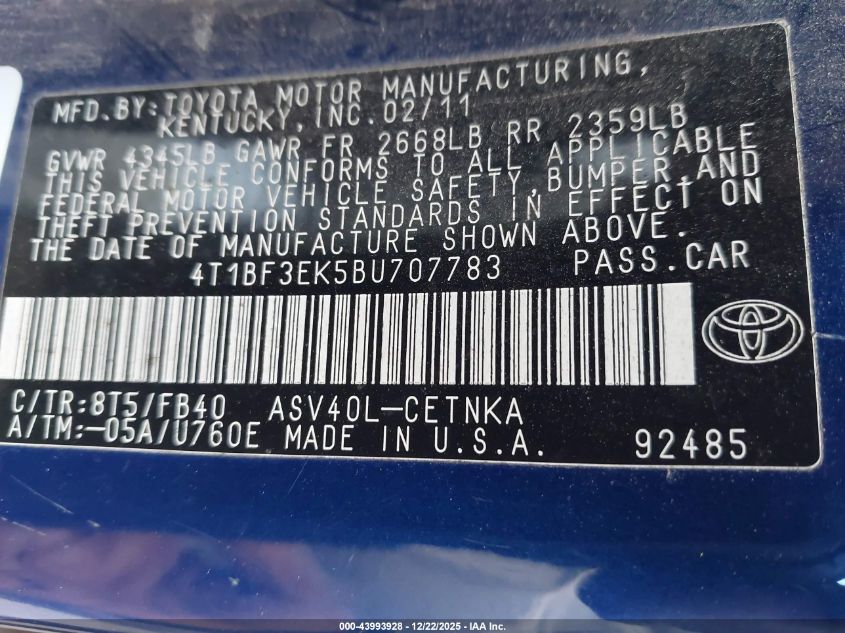 MFD. BY: TOYOTA MOTOR MANUFACTURING,
KENTUCKY, INC. 02/11
GVWR 4345LB GAWR FR 2668LB RR 2359LB
THIS VEHICLE CONFORMS TO ALL APPLICABLE
FEDERAL MOTOR VEHICLE SAFETY, BUMPER, AND
THEFT PREVENTION STANDARDS IN EFFECT ON
THE DATE OF MANUFACTURE SHOWN ABOVE.
4T1BF3EK5BU707783 PASS. CAR
C/TR: 8T5/FB40 ASV40L-CETNKA
A/TM: -05A/U760E MADE IN U.S.A. 92485
000-43993928 - 12/22/2025 - IAA Inc.